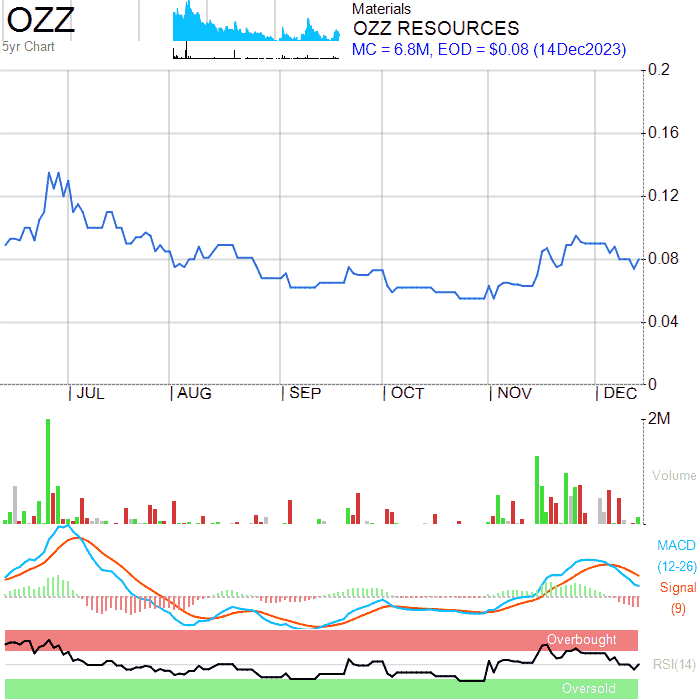 OZZ
5yr Chart
Materials
OZZ RESOURCES
MC = 6.8M, EOD = $0.08 (14Dec2023)
0.2
0.16
0.12
0.08
0.04
0
JUL AUG SEP OCT NOV DEC
2M
Volume
MACD
(12-26)
Signal
(9)
Overbought
RSI(14)
Oversold